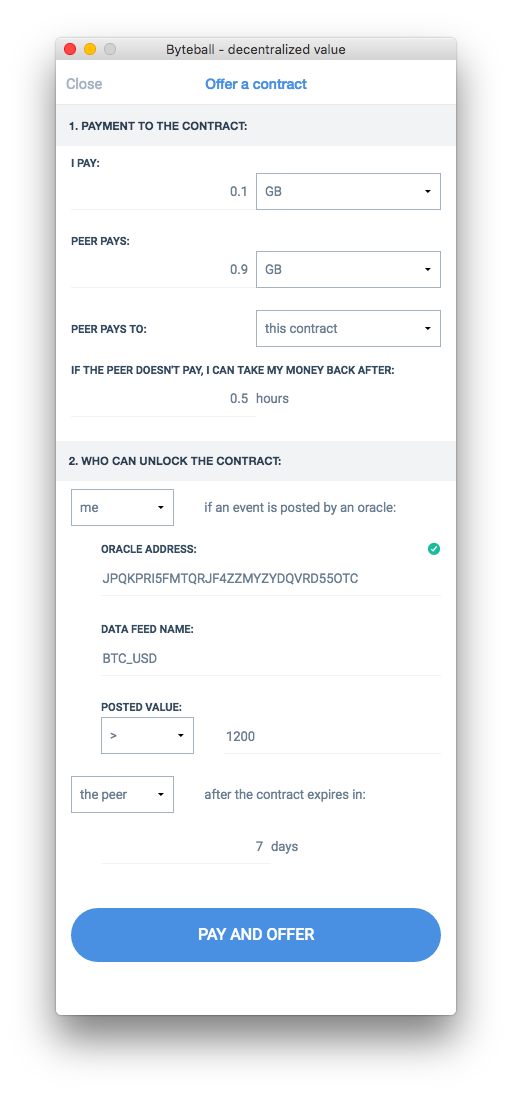 Byteball - decentralized value
Close
Offer a contract
1. PAYMENT TO THE CONTRACT:
I PAY:
0.1 GB
PEER PAYS:
0.9 GB
PEER PAYS TO: this contract
IF THE PEER DOESN'T PAY, I CAN TAKE MY MONEY BACK AFTER:
0.5 hours
2. WHO CAN UNLOCK THE CONTRACT:
me if an event is posted by an oracle:
ORACLE ADDRESS:
JPQKPRI5FMTQRJF4ZZMYZYDQVRD55OTC
DATA FEED NAME:
BTC_USD
POSTED VALUE:
> 1200
the peer after the contract expires in:
7 days
PAY AND OFFER